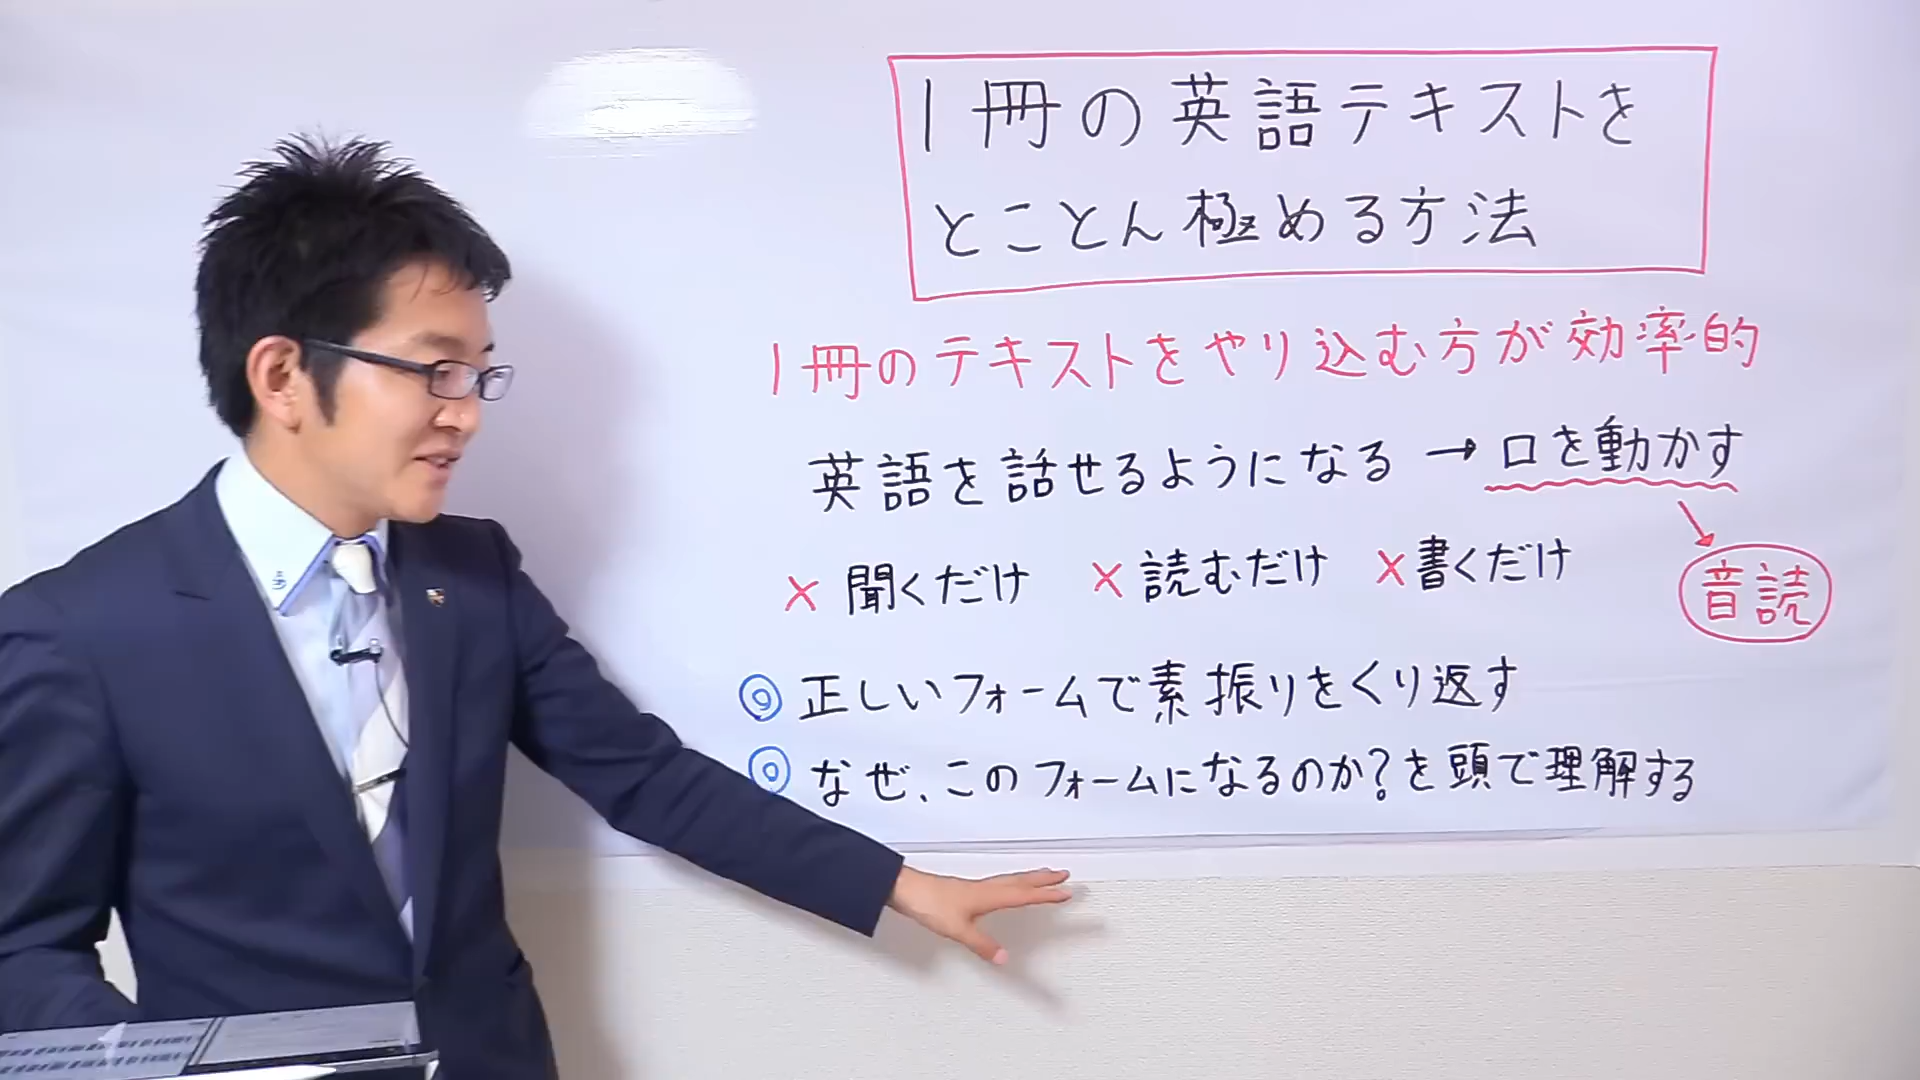 1冊の英語テキストを
とことん極める方法
1冊のテキストをやり込む方が効率的
英語を話せるようになる → 口を動かす
× 聞くだけ × 読むだけ × 書くだけ
音読
◎ 正しいフォームで素振りをくり返す
◎ なぜ、このフォームになるのか?を頭で理解する